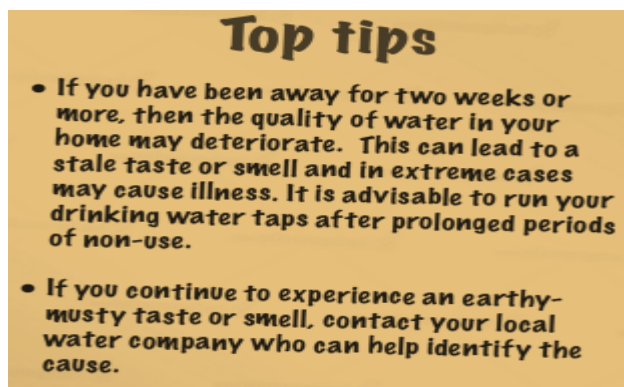 Top tips
• If you have been away for two weeks or
more, then the quality of water in your
home may deteriorate. This can lead to a
stale taste or smell and in extreme cases
may cause illness. It is advisable to run your
drinking water taps after prolonged periods
of non-use.
• If you continue to experience an earthy-
musty taste or smell, contact your local
water company who can help identify the
cause.